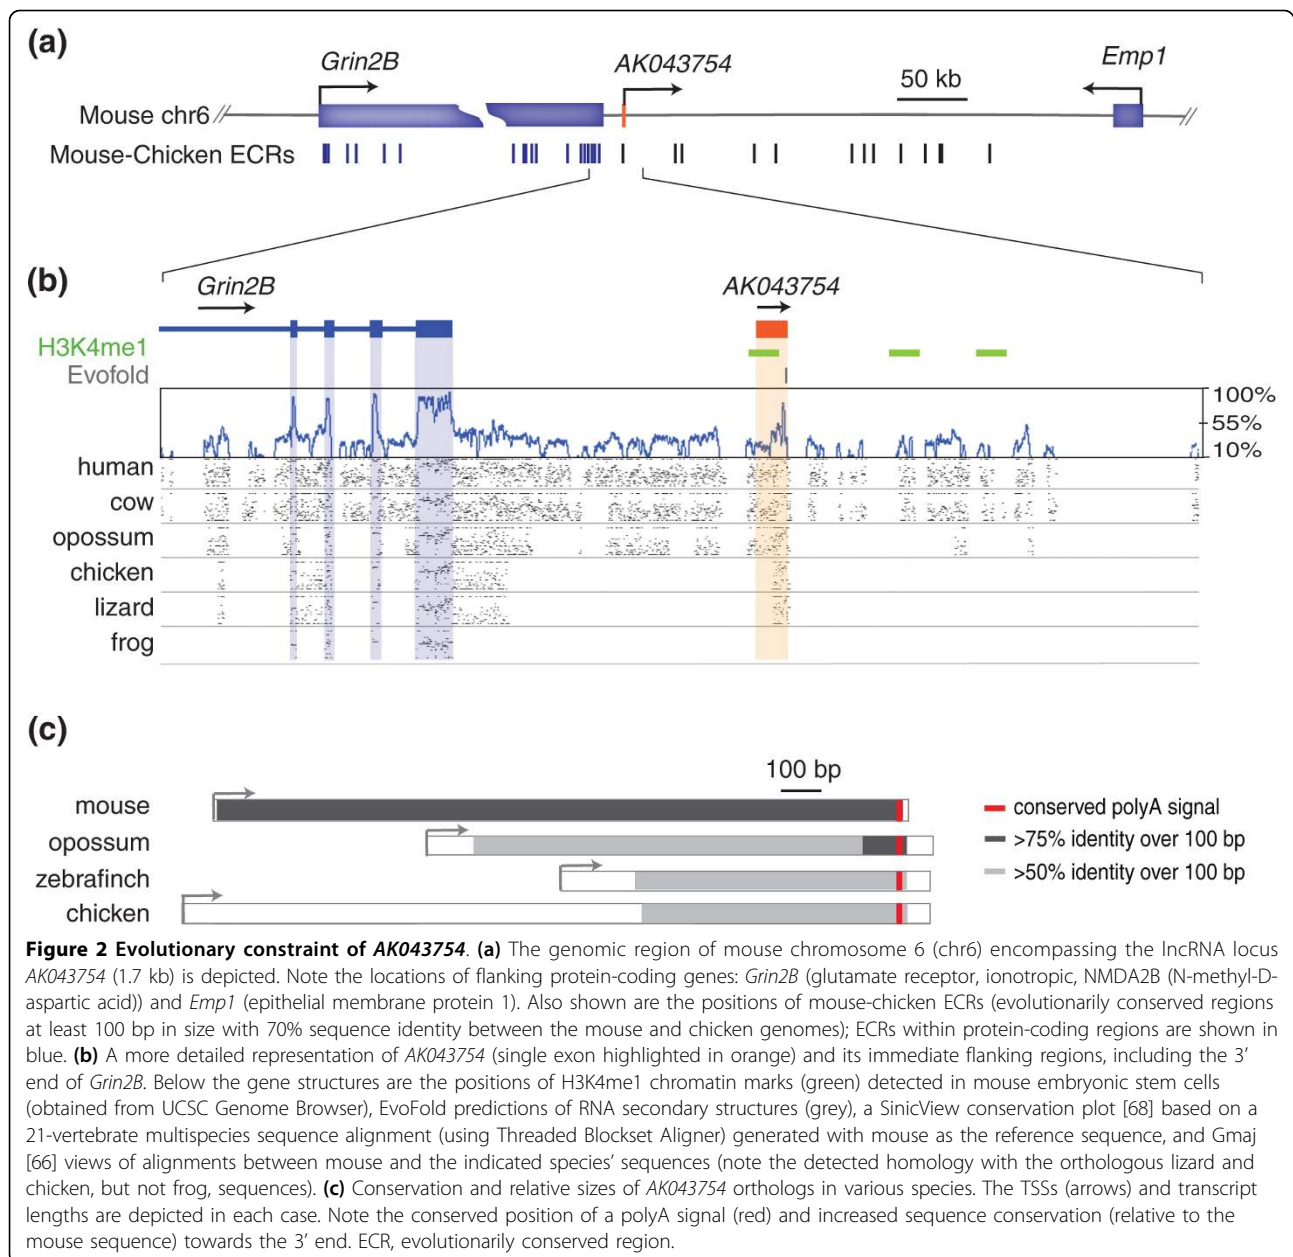 (a)
Grin2B
AK043754
Emp1
50 kb
Mouse chr6
Mouse-Chicken ECRs
(b)
Grin2B
AK043754
H3K4me1
Evofold
100%
55%
10%
human
cow
opossum
chicken
lizard
frog
(c)
100 bp
mouse
opossum
zebrafinch
chicken
conserved polyA signal
>75% identity over 100 bp
>50% identity over 100 bp
Figure 2 Evolutionary constraint of AK043754. (a) The genomic region of mouse chromosome 6 (chr6) encompassing the lncRNA locus
AK043754 (1.7 kb) is depicted. Note the locations of flanking protein-coding genes: Grin2B (glutamate receptor, ionotropic, NMDA2B (N-methyl-D-
aspartic acid)) and Emp1 (epithelial membrane protein 1). Also shown are the positions of mouse-chicken ECRs (evolutionarily conserved regions
at least 100 bp in size with 70% sequence identity between the mouse and chicken genomes); ECRs within protein-coding regions are shown in
blue. (b) A more detailed representation of AK043754 (single exon highlighted in orange) and its immediate flanking regions, including the 3'
end of Grin2B. Below the gene structures are the positions of H3K4me1 chromatin marks (green) detected in mouse embryonic stem cells
(obtained from UCSC Genome Browser), EvoFold predictions of RNA secondary structures (grey), a SinicView conservation plot [68] based on a
21-vertebrate multispecies sequence alignment (using Threaded Blockset Aligner) generated with mouse as the reference sequence, and Gmaj
[66] views of alignments between mouse and the indicated species' sequences (note the detected homology with the orthologous lizard and
chicken, but not frog, sequences). (c) Conservation and relative sizes of AK043754 orthologs in various species. The TSSs (arrows) and transcript
lengths are depicted in each case. Note the conserved position of a polyA signal (red) and increased sequence conservation (relative to the
mouse sequence) towards the 3' end. ECR, evolutionarily conserved region.